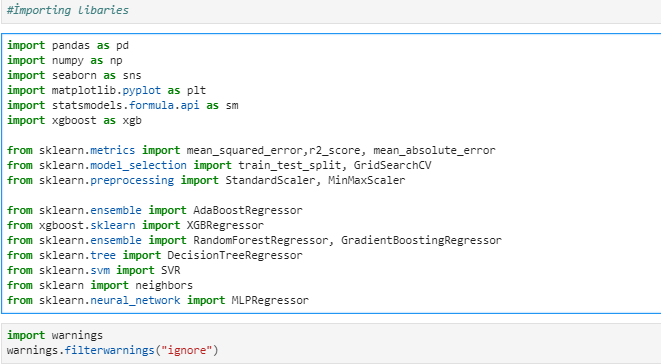 #İmporting libaries
import pandas as pd
import numpy as np
import seaborn as sns
import matplotlib.pyplot as plt
import statsmodels.formula.api as sm
import xgboost as xgb
from sklearn.metrics import mean_squared_error,r2_score, mean_absolute_error
from sklearn.model_selection import train_test_split, GridSearchCV
from sklearn.preprocessing import StandardScaler, MinMaxScaler
from sklearn.ensemble import AdaBoostRegressor
from xgboost.sklearn import XGBRegressor
from sklearn.ensemble import RandomForestRegressor, GradientBoostingRegressor
from sklearn.tree import DecisionTreeRegressor
from sklearn.svm import SVR
from sklearn import neighbors
from sklearn.neural_network import MLPRegressor
import warnings
warnings.filterwarnings("ignore")